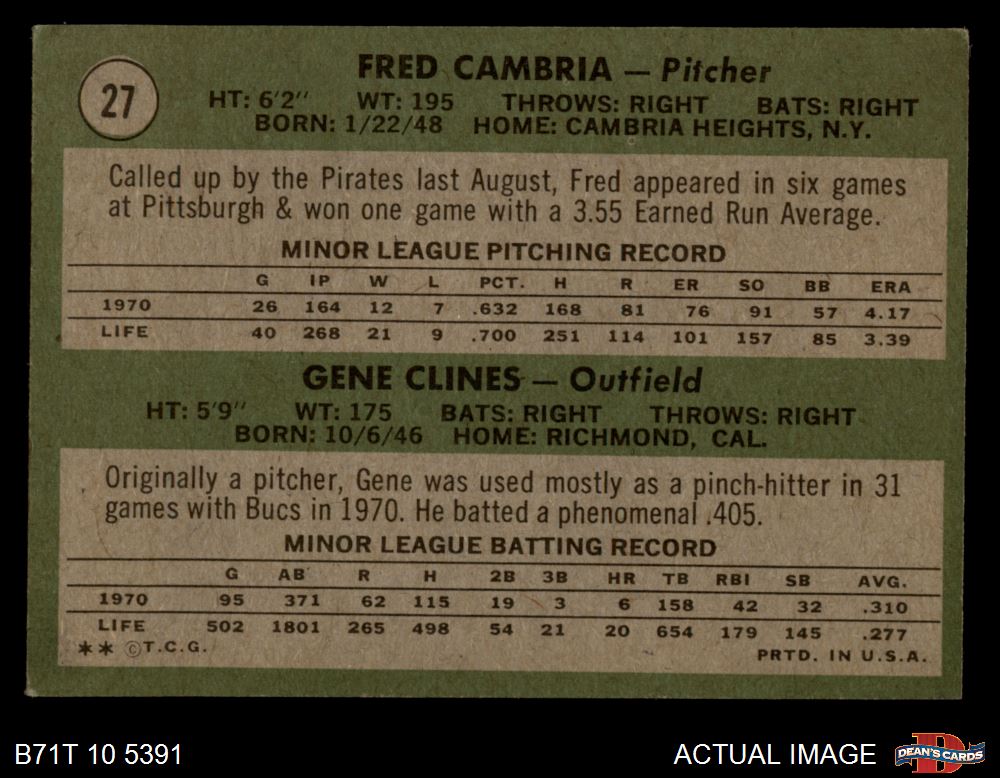 27
FRED CAMBRIA — Pitcher
HT: 6'2" WT: 195 THROWS: RIGHT BATS: RIGHT
BORN: 1/22/48 HOME: CAMBRIA HEIGHTS, N.Y.
Called up by the Pirates last August, Fred appeared in six games
at Pittsburgh & won one game with a 3.55 Earned Run Average.
MINOR LEAGUE PITCHING RECORD
G IP W L PCT. H R ER SO BB ERA
1970 26 164 12 7 .632 168 81 76 91 57 4.17
LIFE 40 268 21 9 .700 251 114 101 157 85 3.39
GENE CLINES — Outfield
HT: 5'9" WT: 175 BATS: RIGHT THROWS: RIGHT
BORN: 10/6/46 HOME: RICHMOND, CAL.
Originally a pitcher, Gene was used mostly as a pinch-hitter in 31
games with Bucs in 1970. He batted a phenomenal .405.
MINOR LEAGUE BATTING RECORD
G AB R H 2B 3B HR TB RBI SB AVG.
1970 95 371 62 115 19 3 6 158 42 32 .310
LIFE 502 1801 265 498 54 21 20 654 179 145 .277
** ©T.C.G. PRTD. IN U.S.A.
B71T 10 5391 ACTUAL IMAGE DEAN'S CARDS